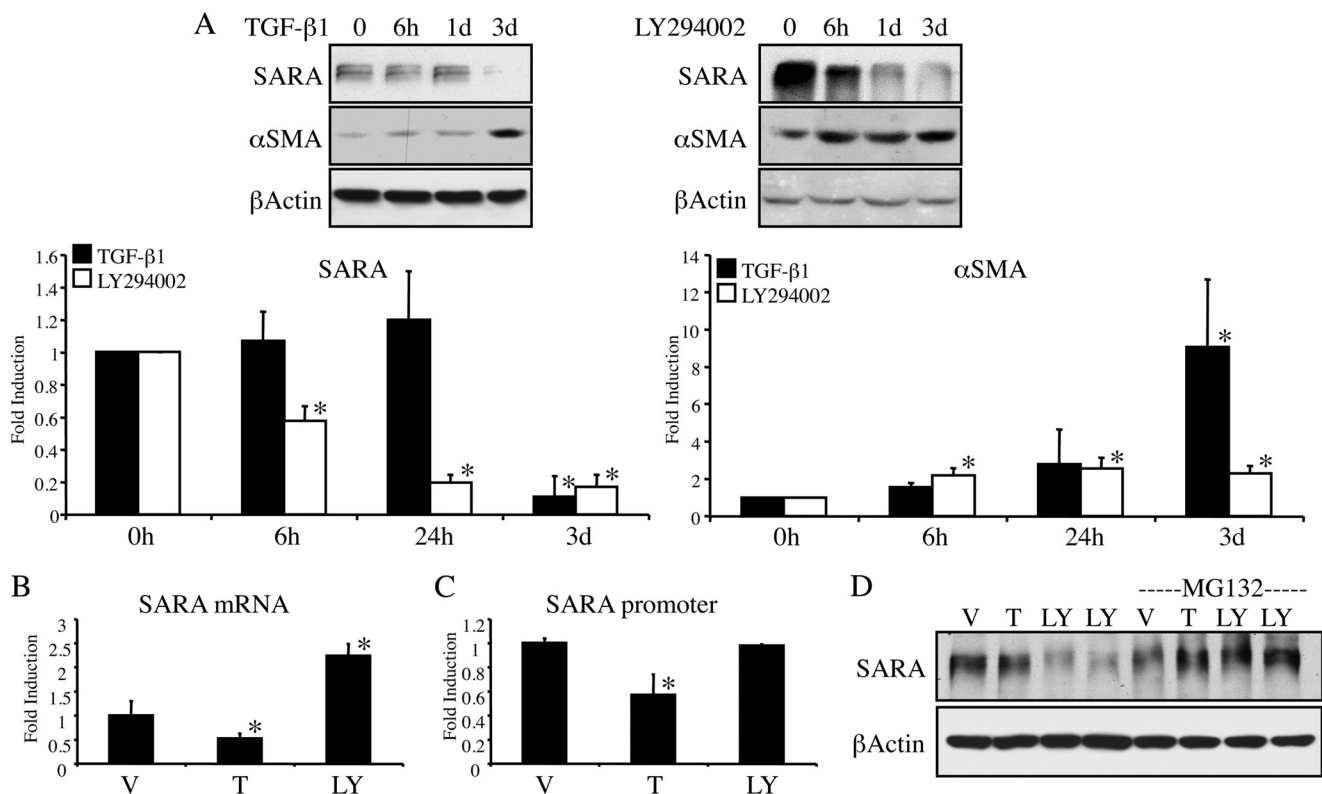 A
TGF-β1 0 6h 1d 3d
SARA
αSMA
βActin
LY294002 0 6h 1d 3d
SARA
αSMA
βActin
SARA
TGF-β1
LY294002
Fold Induction
1.6
1.4
1.2
1
0.8
0.6
0.4
0.2
0
*
*
* *
0h 6h 24h 3d
αSMA
TGF-β1
LY294002
Fold Induction
14
12
10
8
6
4
2
0
*
*
*
*
0h 6h 24h 3d
B
SARA mRNA
Fold Induction
3
2.5
2
1.5
1
0.5
0
*
*
V T LY
C
SARA promoter
Fold Induction
1.2
1
0.8
0.6
0.4
0.2
0
*
V T LY
D
-----MG132-----
V T LY LY V T LY LY
SARA
βActin